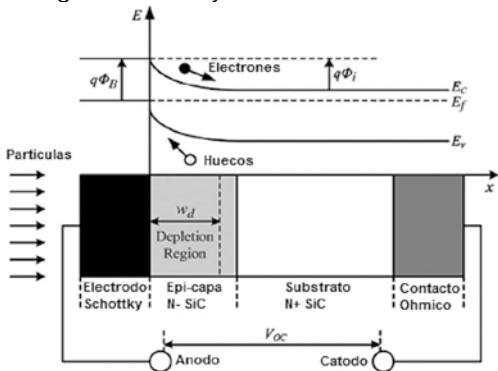 E
Electrones
qΦB
qΦi
EC
Ef
Ev
Particulas
Huecos
x
wd
Depletion
Region
Electrodo
Schottky
Epi-capa
N- SiC
Substrato
N+ SiC
Contacto
Ohmico
VOC
Anodo
Catodo